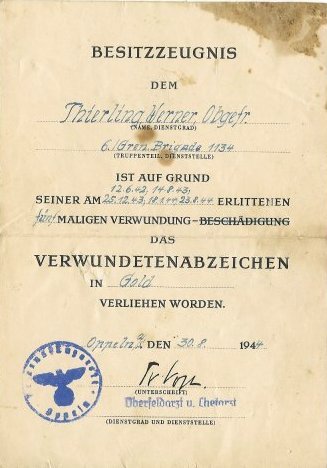 BESITZZEUGNIS
DEM
Thierling Werner, Obgefr.
(NAME, DIENSTGRAD)
6./Gren. Brigade 1134
(TRUPPENTEIL, DIENSTSTELLE)
IST AUF GRUND
12.6.42, 14.8.43,
SEINER AM 25.12.43, 18.1.44, 23.8.44 ERLITTENEN
fünf MALIGEN VERWUNDUNG – BESCHÄDIGUNG
DAS
VERWUNDETENABZEICHEN
IN Gold
VERLIEHEN WORDEN.
Oppeln, DEN 30.8. 1944
(UNTERSCHRIFT)
Oberfeldarzt u. Chefarzt
(DIENSTGRAD UND DIENSTSTELLE)
Oppeln